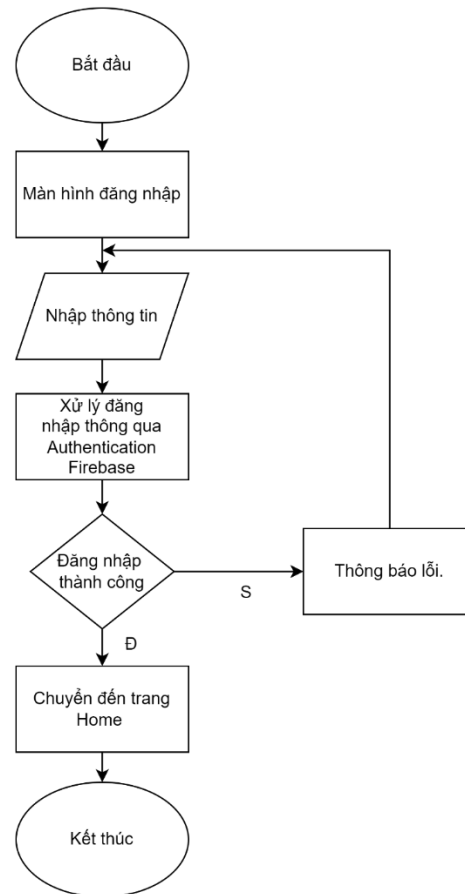 Bắt đầu
Màn hình đăng nhập
Nhập thông tin
Xử lý đăng
nhập thông qua
Authentication
Firebase
Đăng nhập
thành công
S
Thông báo lỗi.
Đ
Chuyển đến trang
Home
Kết thúc